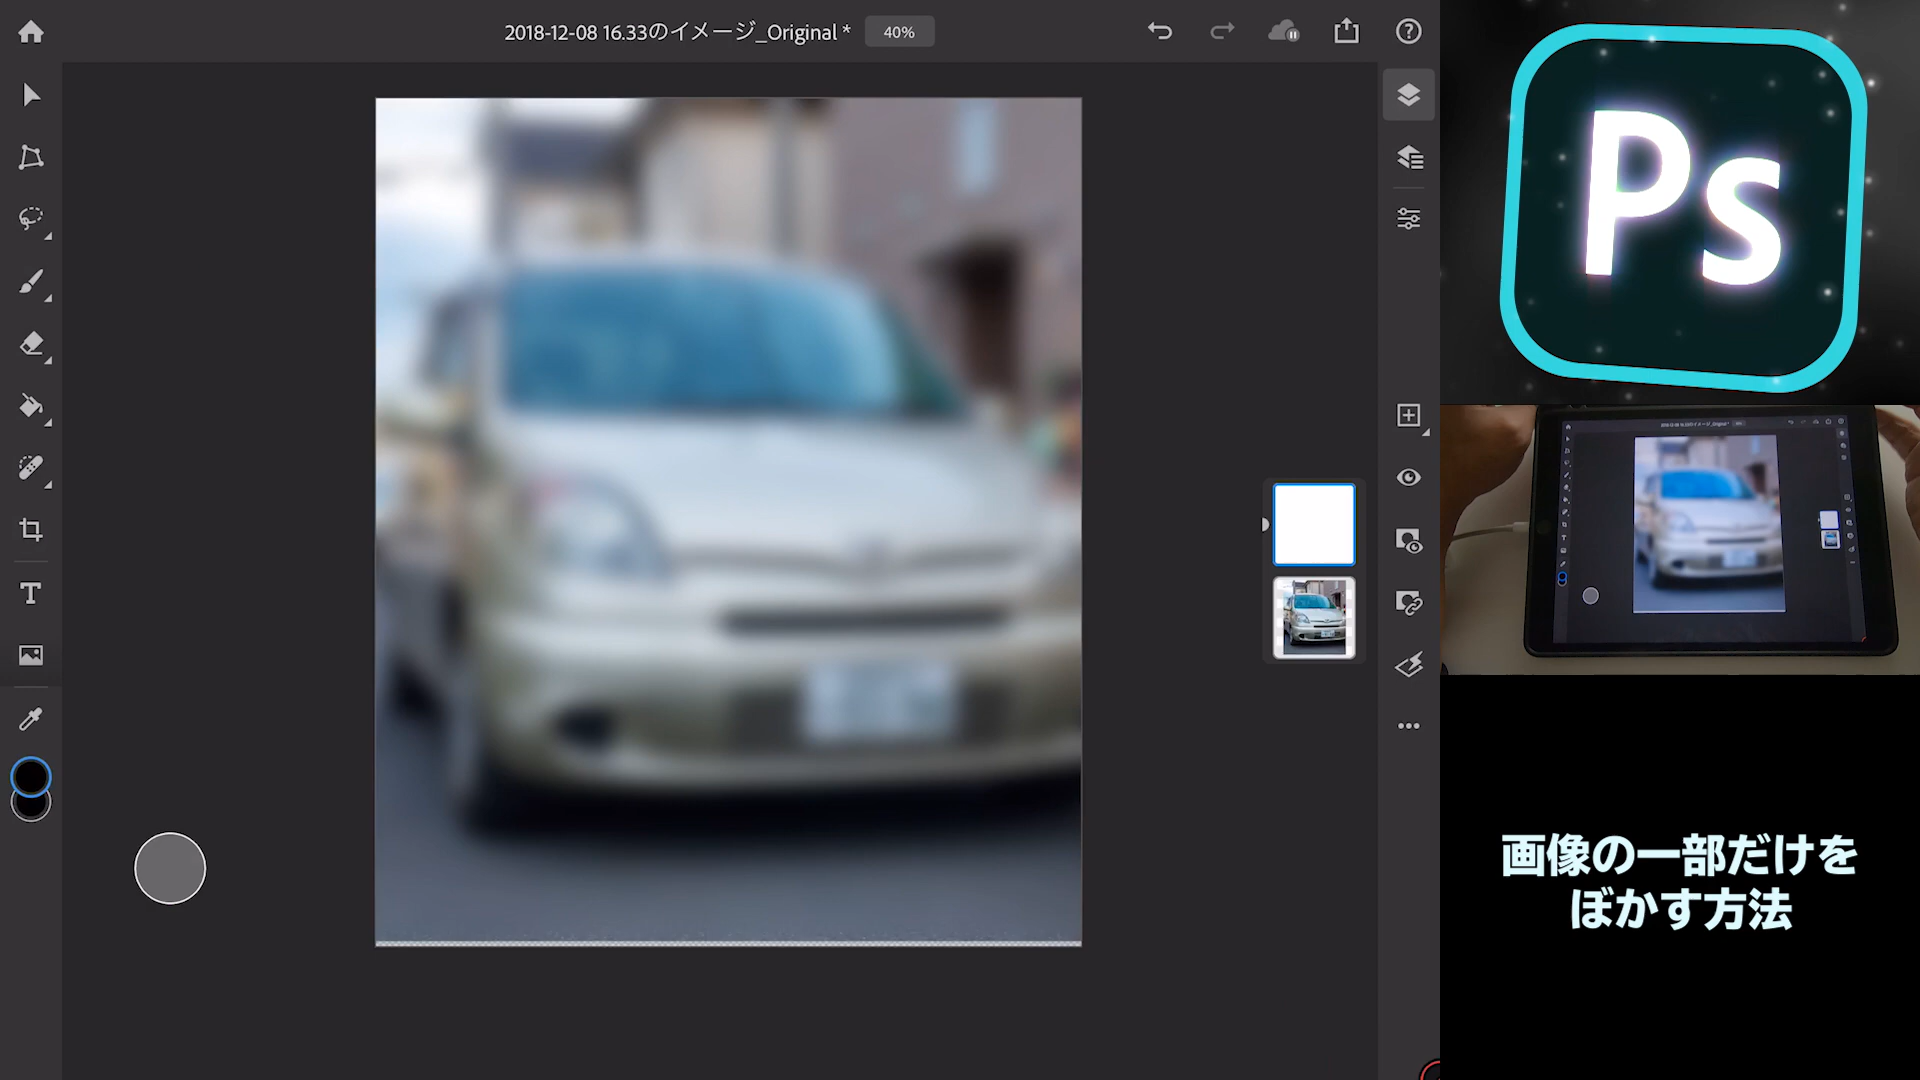 2018-12-08 16.33のイメージ_Original *
40%
Ps
画像の一部だけを
ぼかす方法